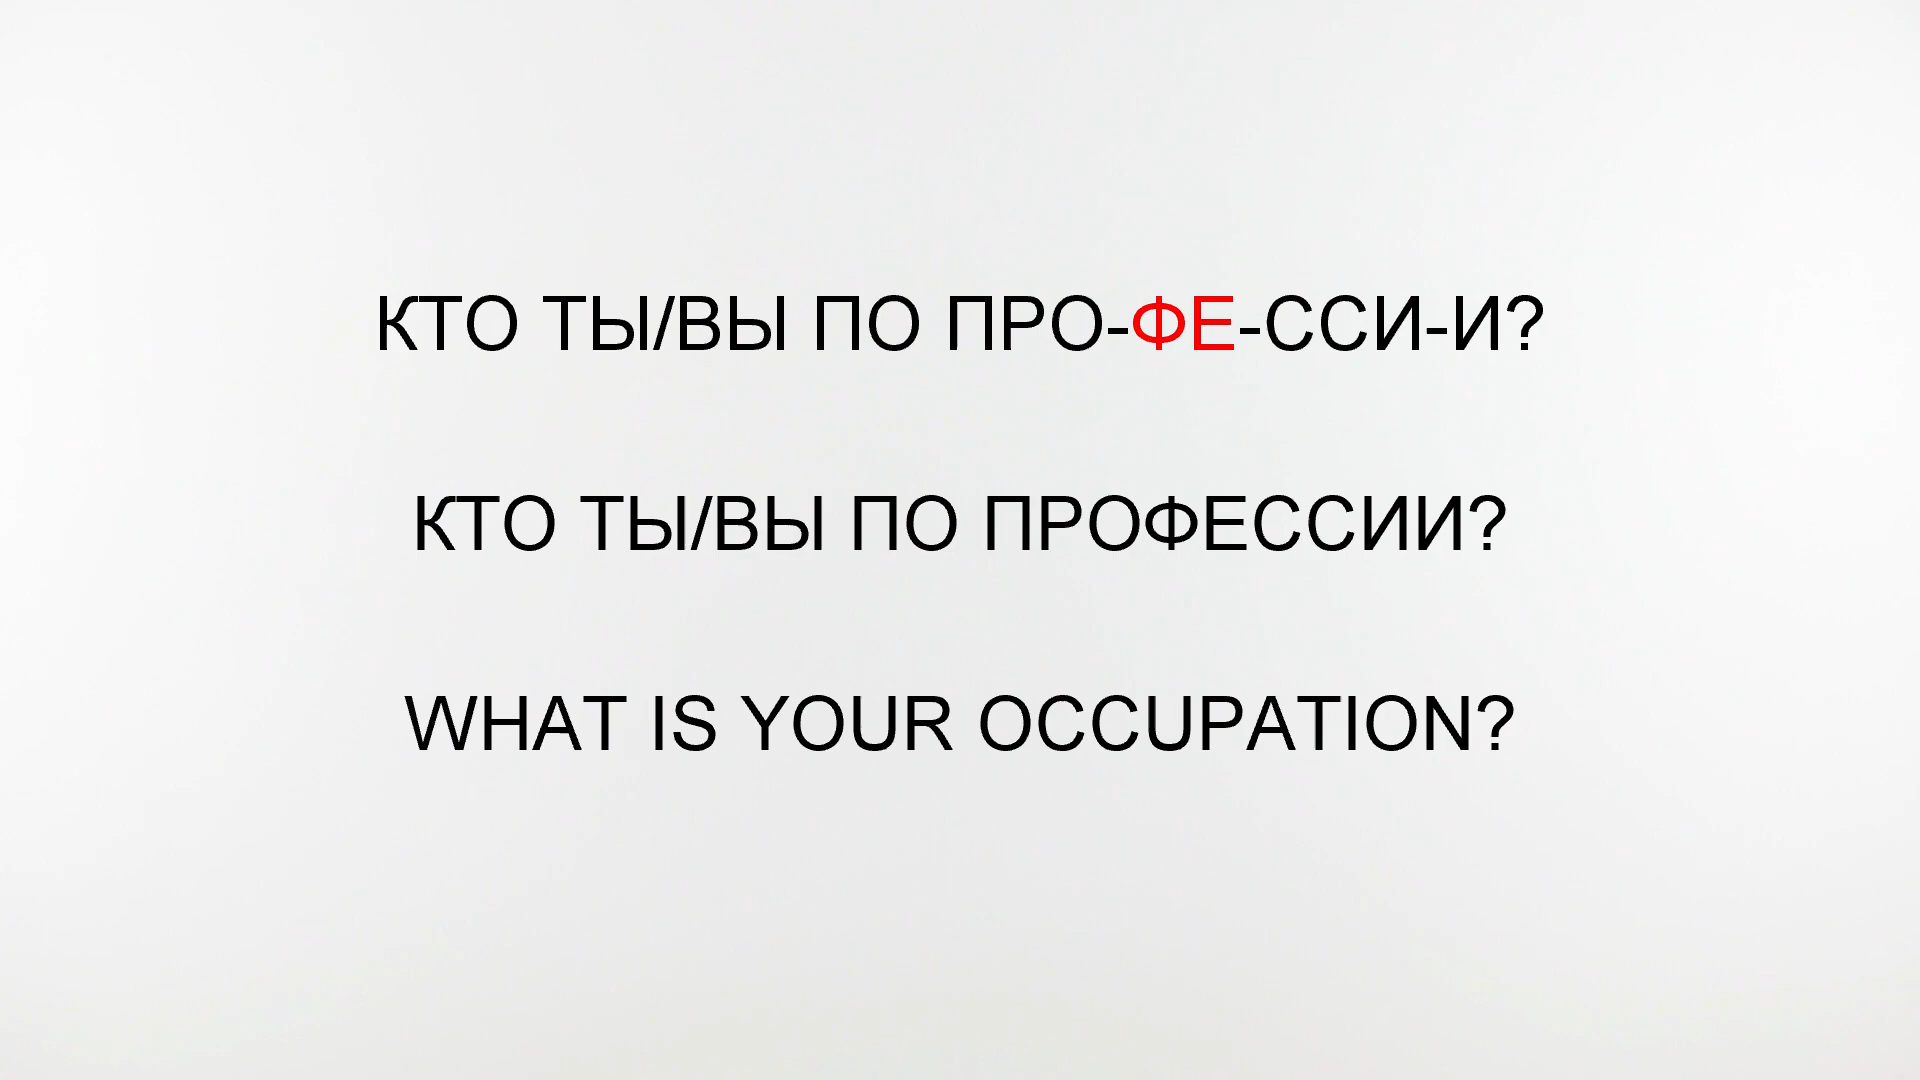 КТО ТЫ/ВЫ ПО ПРО-ФЕ-ССИ-И?
КТО ТЫ/ВЫ ПО ПРОФЕССИИ?
WHAT IS YOUR OCCUPATION?